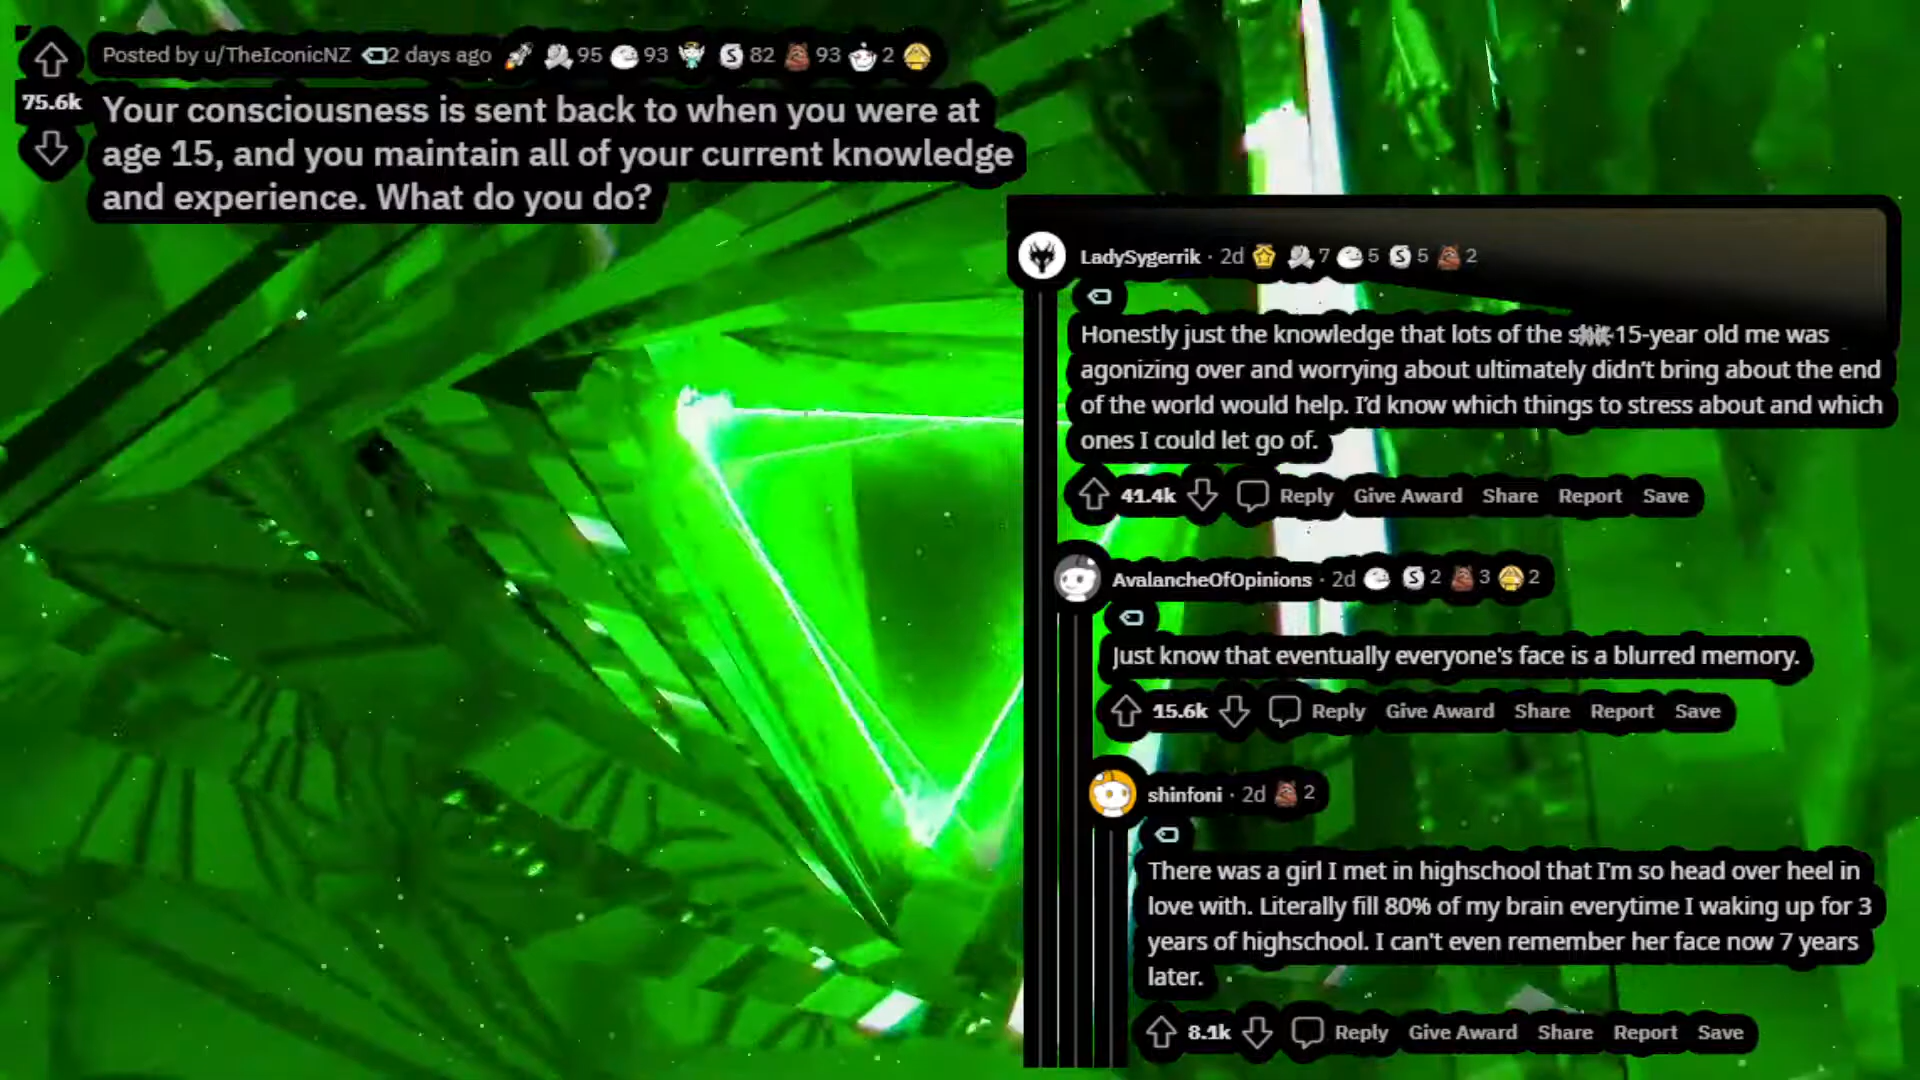 Posted by u/TheIconicNZ 2 days ago 95 93 82 93 2
75.6k
Your consciousness is sent back to when you were at
age 15, and you maintain all of your current knowledge
and experience. What do you do?
LadySygerrik · 2d 7 5 5 2
Honestly just the knowledge that lots of the 15-year old me was
agonizing over and worrying about ultimately didn't bring about the end
of the world would help. I'd know which things to stress about and which
ones I could let go of.
41.4k Reply Give Award Share Report Save
AvalancheOfOpinions · 2d 2 3 2
Just know that eventually everyone's face is a blurred memory.
15.6k Reply Give Award Share Report Save
shinfoni · 2d 2
There was a girl I met in highschool that I'm so head over heel in
love with. Literally fill 80% of my brain everytime I waking up for 3
years of highschool. I can't even remember her face now 7 years
later.
8.1k Reply Give Award Share Report Save